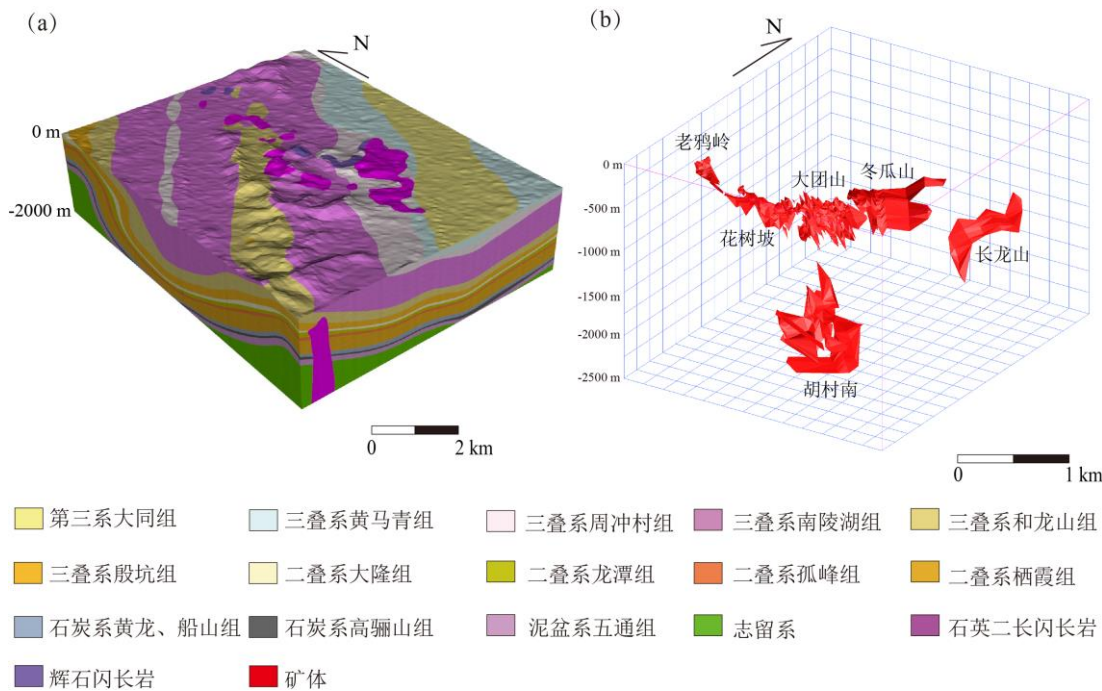 (a)
N
0 m
-2000 m
0 2 km
(b)
N
0 m
-500 m
-1000 m
-1500 m
-2000 m
-2500 m
老鸦岭
花树坡
大团山
冬瓜山
长龙山
胡村南
0 1 km
第三系大同组 三叠系黄马青组 三叠系周冲村组 三叠系南陵湖组 三叠系和龙山组
三叠系殷坑组 二叠系大隆组 二叠系龙潭组 二叠系孤峰组 二叠系栖霞组
石炭系黄龙、船山组 石炭系高骊山组 泥盆系五通组 志留系 石英二长闪长岩
辉石闪长岩 矿体